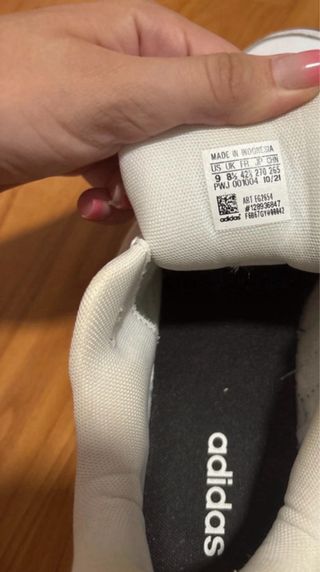 MADE IN INDONESIA
US UK FR JP CHN
9 8½ 42⅔ 270 265
PWJ 001004 10/21
ART EG2654
#128936847
adidas
adidas